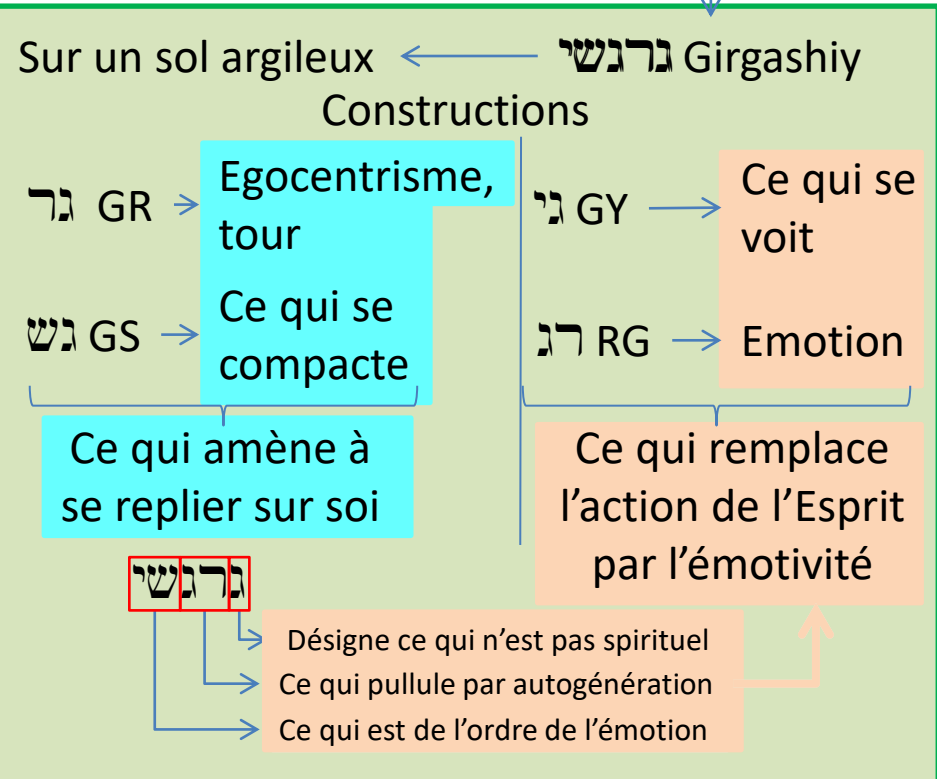 Sur un sol argileux גרגשי Girgashiy
Constructions
גר GR
Egocentrisme,
tour
גש GS
Ce qui se
compacte
Ce qui amène à
se replier sur soi
גי GY
Ce qui se
voit
רג RG
Emotion
Ce qui remplace
l’action de l’Esprit
par l’émotivité
גרגשי
Désigne ce qui n’est pas spirituel
Ce qui pullule par autogénération
Ce qui est de l’ordre de l’émotion